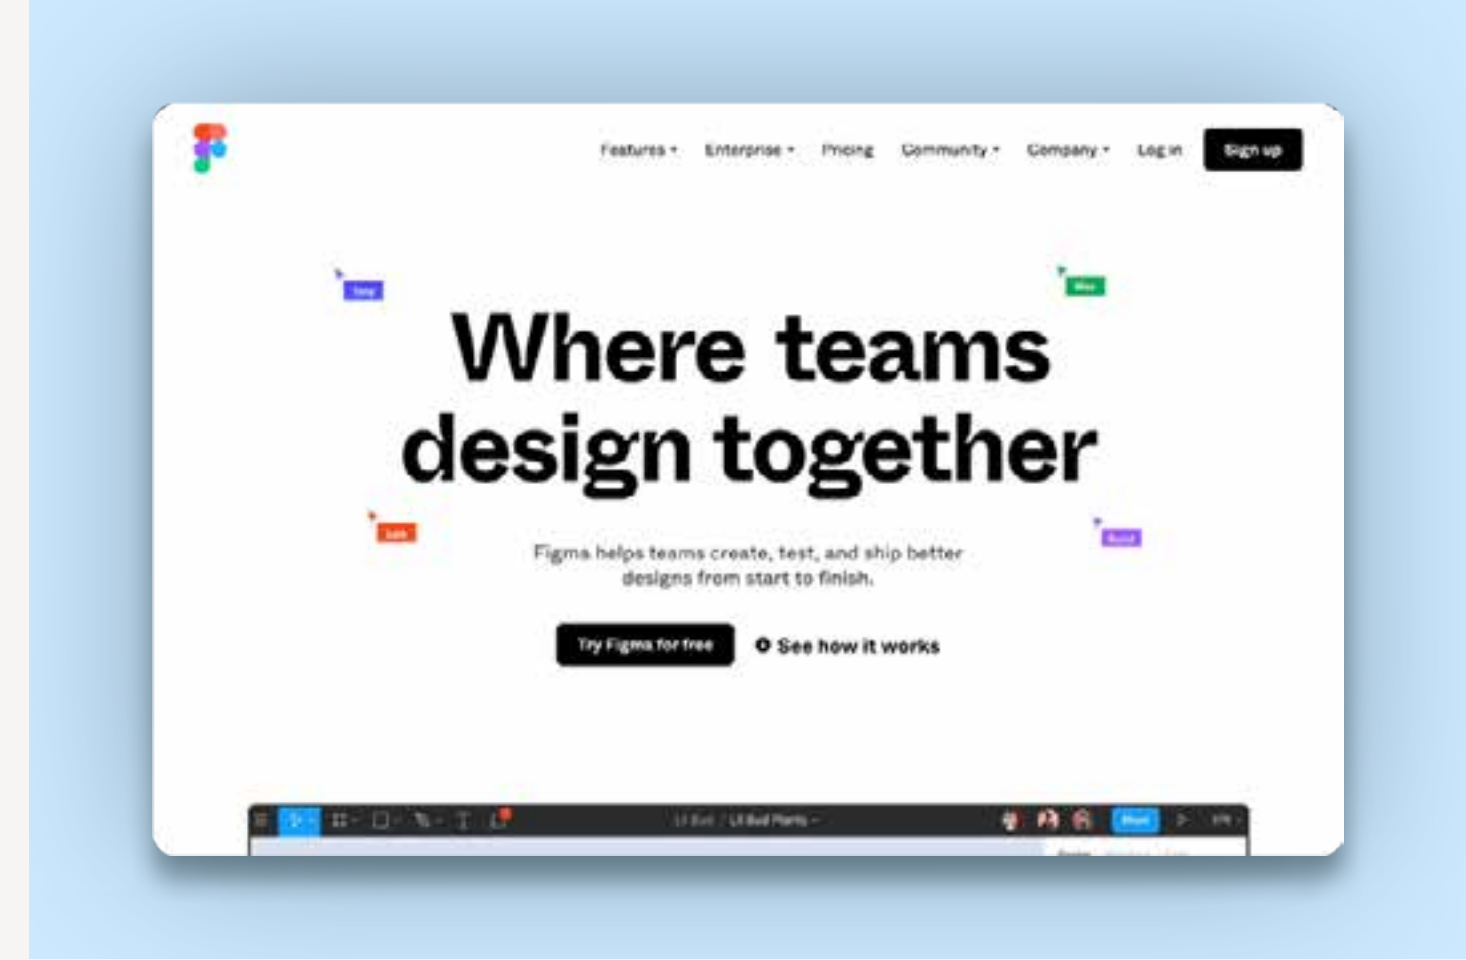 Features
Enterprise
Pricing
Community
Company
Log in
Sign up
Where teams
design together
Figma helps teams create, test, and ship better
designs from start to finish.
Try Figma for free
See how it works